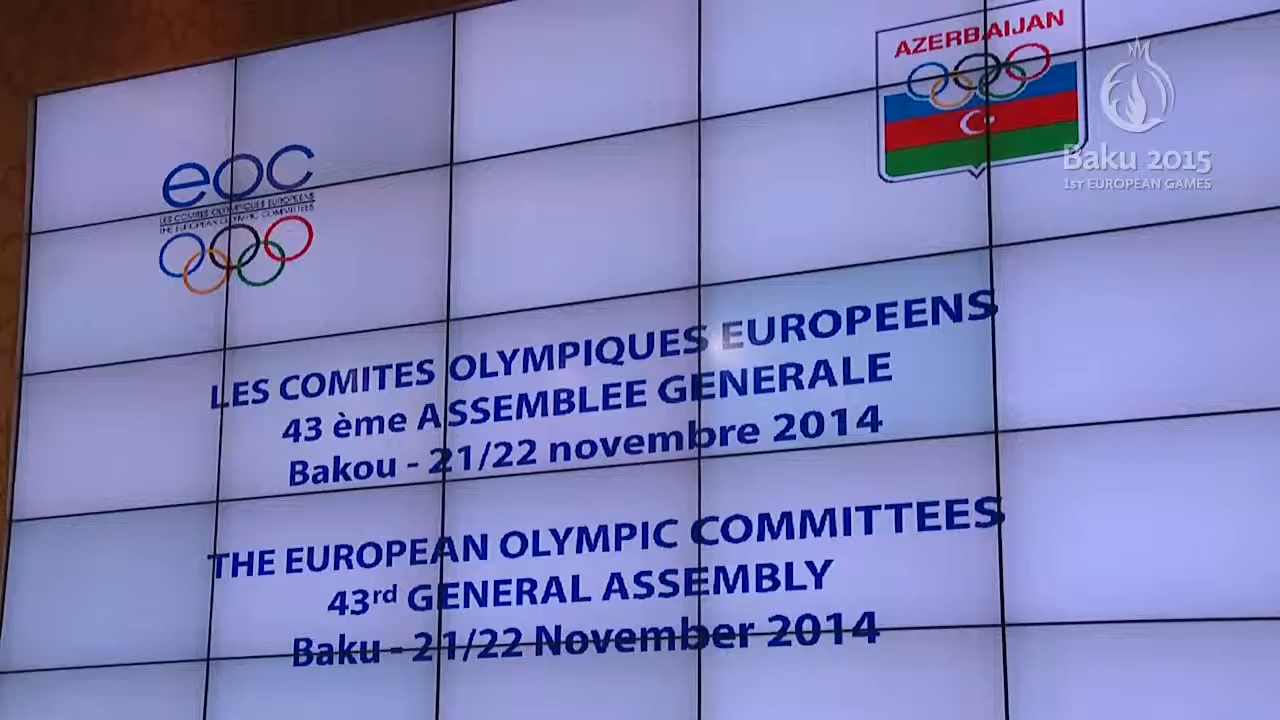 eoc
LES COMITES OLYMPIQUES EUROPEENS
THE EUROPEAN OLYMPIC COMMITTEES
AZERBAIJAN
Baku 2015
1ST EUROPEAN GAMES
LES COMITES OLYMPIQUES EUROPEENS
43 ème ASSEMBLEE GENERALE
Bakou - 21/22 novembre 2014
THE EUROPEAN OLYMPIC COMMITTEES
43rd GENERAL ASSEMBLY
Baku - 21/22 November 2014